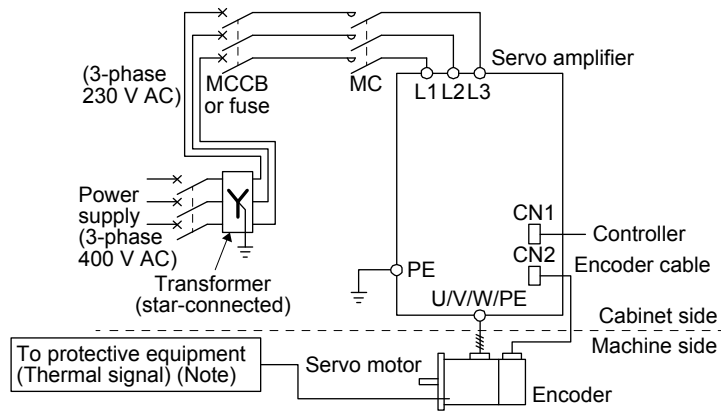 (3-phase
230 V AC)
MCCB
or fuse
MC
Servo amplifier
L1 L2 L3
Power
supply
(3-phase
400 V AC)
Transformer
(star-connected)
PE
CN1
Controller
CN2
Encoder cable
U/V/W/PE
Cabinet side
Machine side
To protective equipment
(Thermal signal) (Note)
Servo motor
Encoder